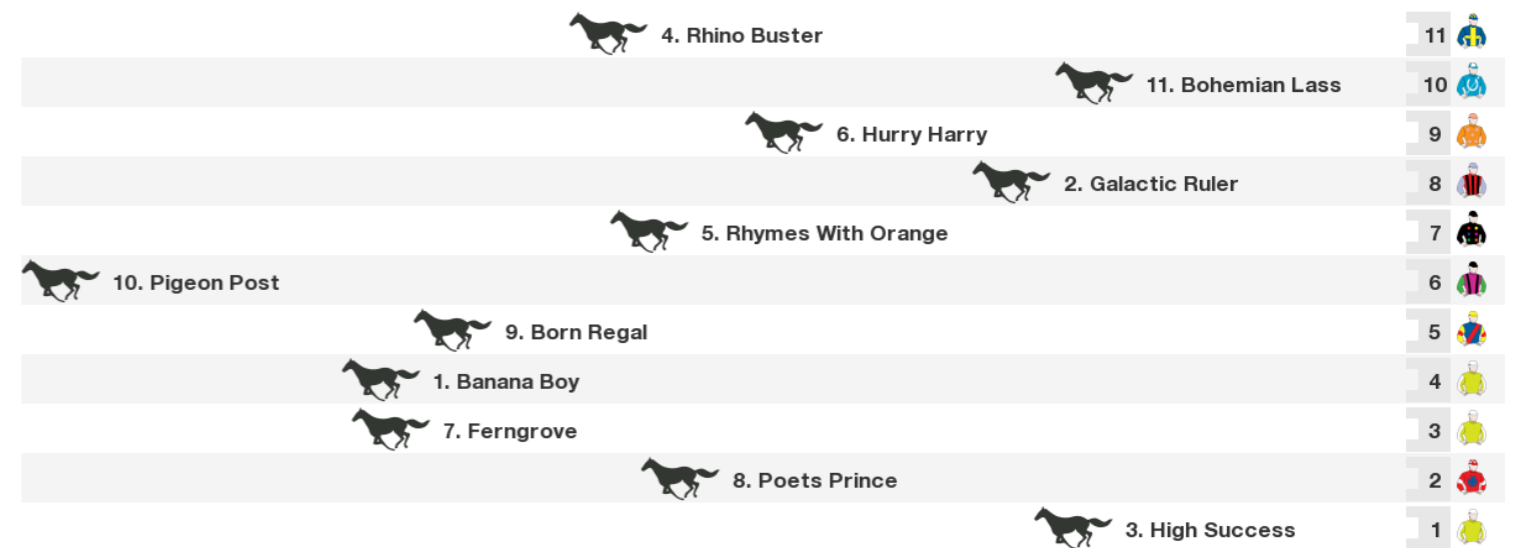 4. Rhino Buster 11
11. Bohemian Lass 10
6. Hurry Harry 9
2. Galactic Ruler 8
5. Rhymes With Orange 7
10. Pigeon Post 6
9. Born Regal 5
1. Banana Boy 4
7. Ferngrove 3
8. Poets Prince 2
3. High Success 1